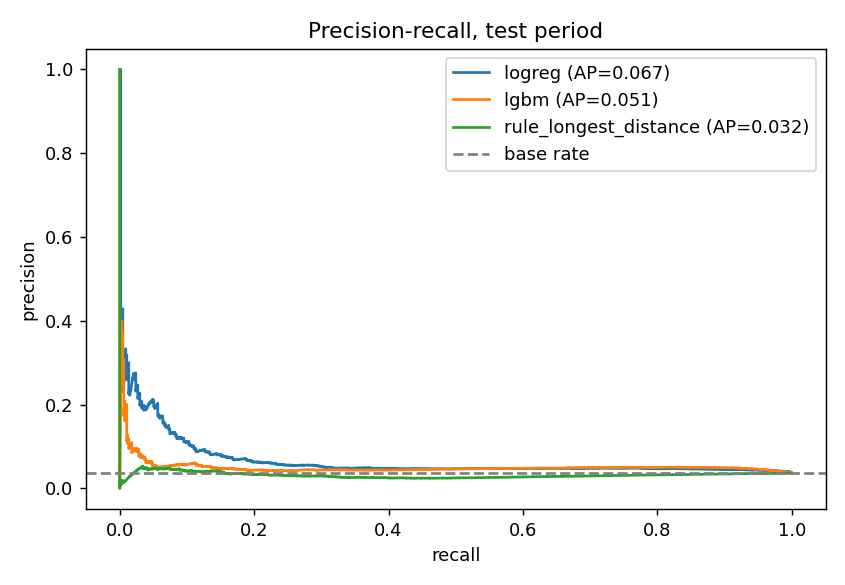 Precision-recall, test period
logreg (AP=0.067)
lgbm (AP=0.051)
rule_longest_distance (AP=0.032)
base rate
precision
1.0
0.8
0.6
0.4
0.2
0.0
0.0 0.2 0.4 0.6 0.8 1.0
recall